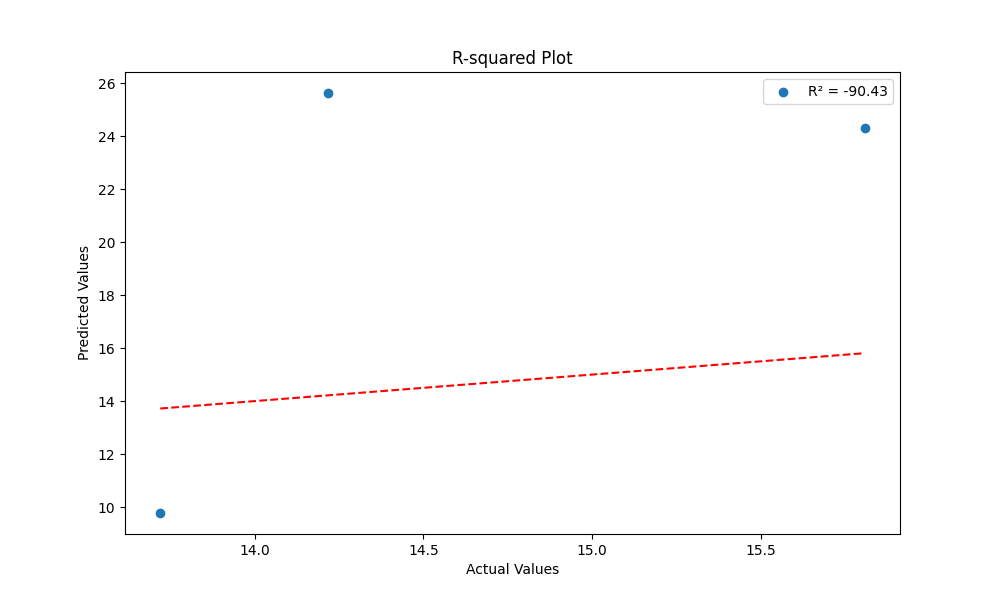 R-squared Plot
R² = -90.43
26
24
22
20
18
16
14
12
10
Predicted Values
14.0 14.5 15.0 15.5
Actual Values